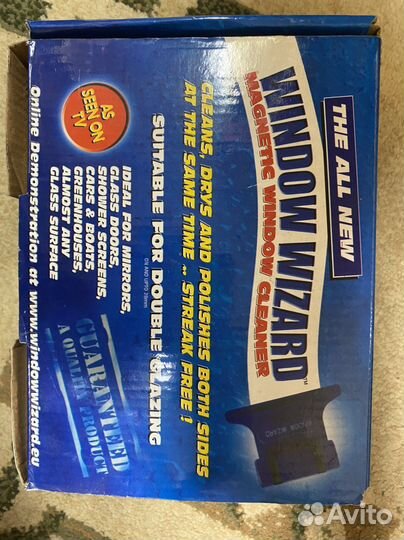 THE ALL NEW
WINDOW WIZARD™
MAGNETIC WINDOW CLEANER
CLEANS, DRYS AND POLISHES BOTH SIDES
AT THE SAME TIME .. STREAK FREE!
SUITABLE FOR DOUBLE GLAZING
AS
SEEN ON
TV
IDEAL FOR MIRRORS,
GLASS DOORS,
SHOWER SCREENS,
CARS & BOATS,
GREENHOUSES,
ALMOST ANY
GLASS SURFACE
GUARANTEED
A QUALITY PRODUCT
Online Demonstration at www.windowwizard.eu
WINDOW WIZARD
Avito